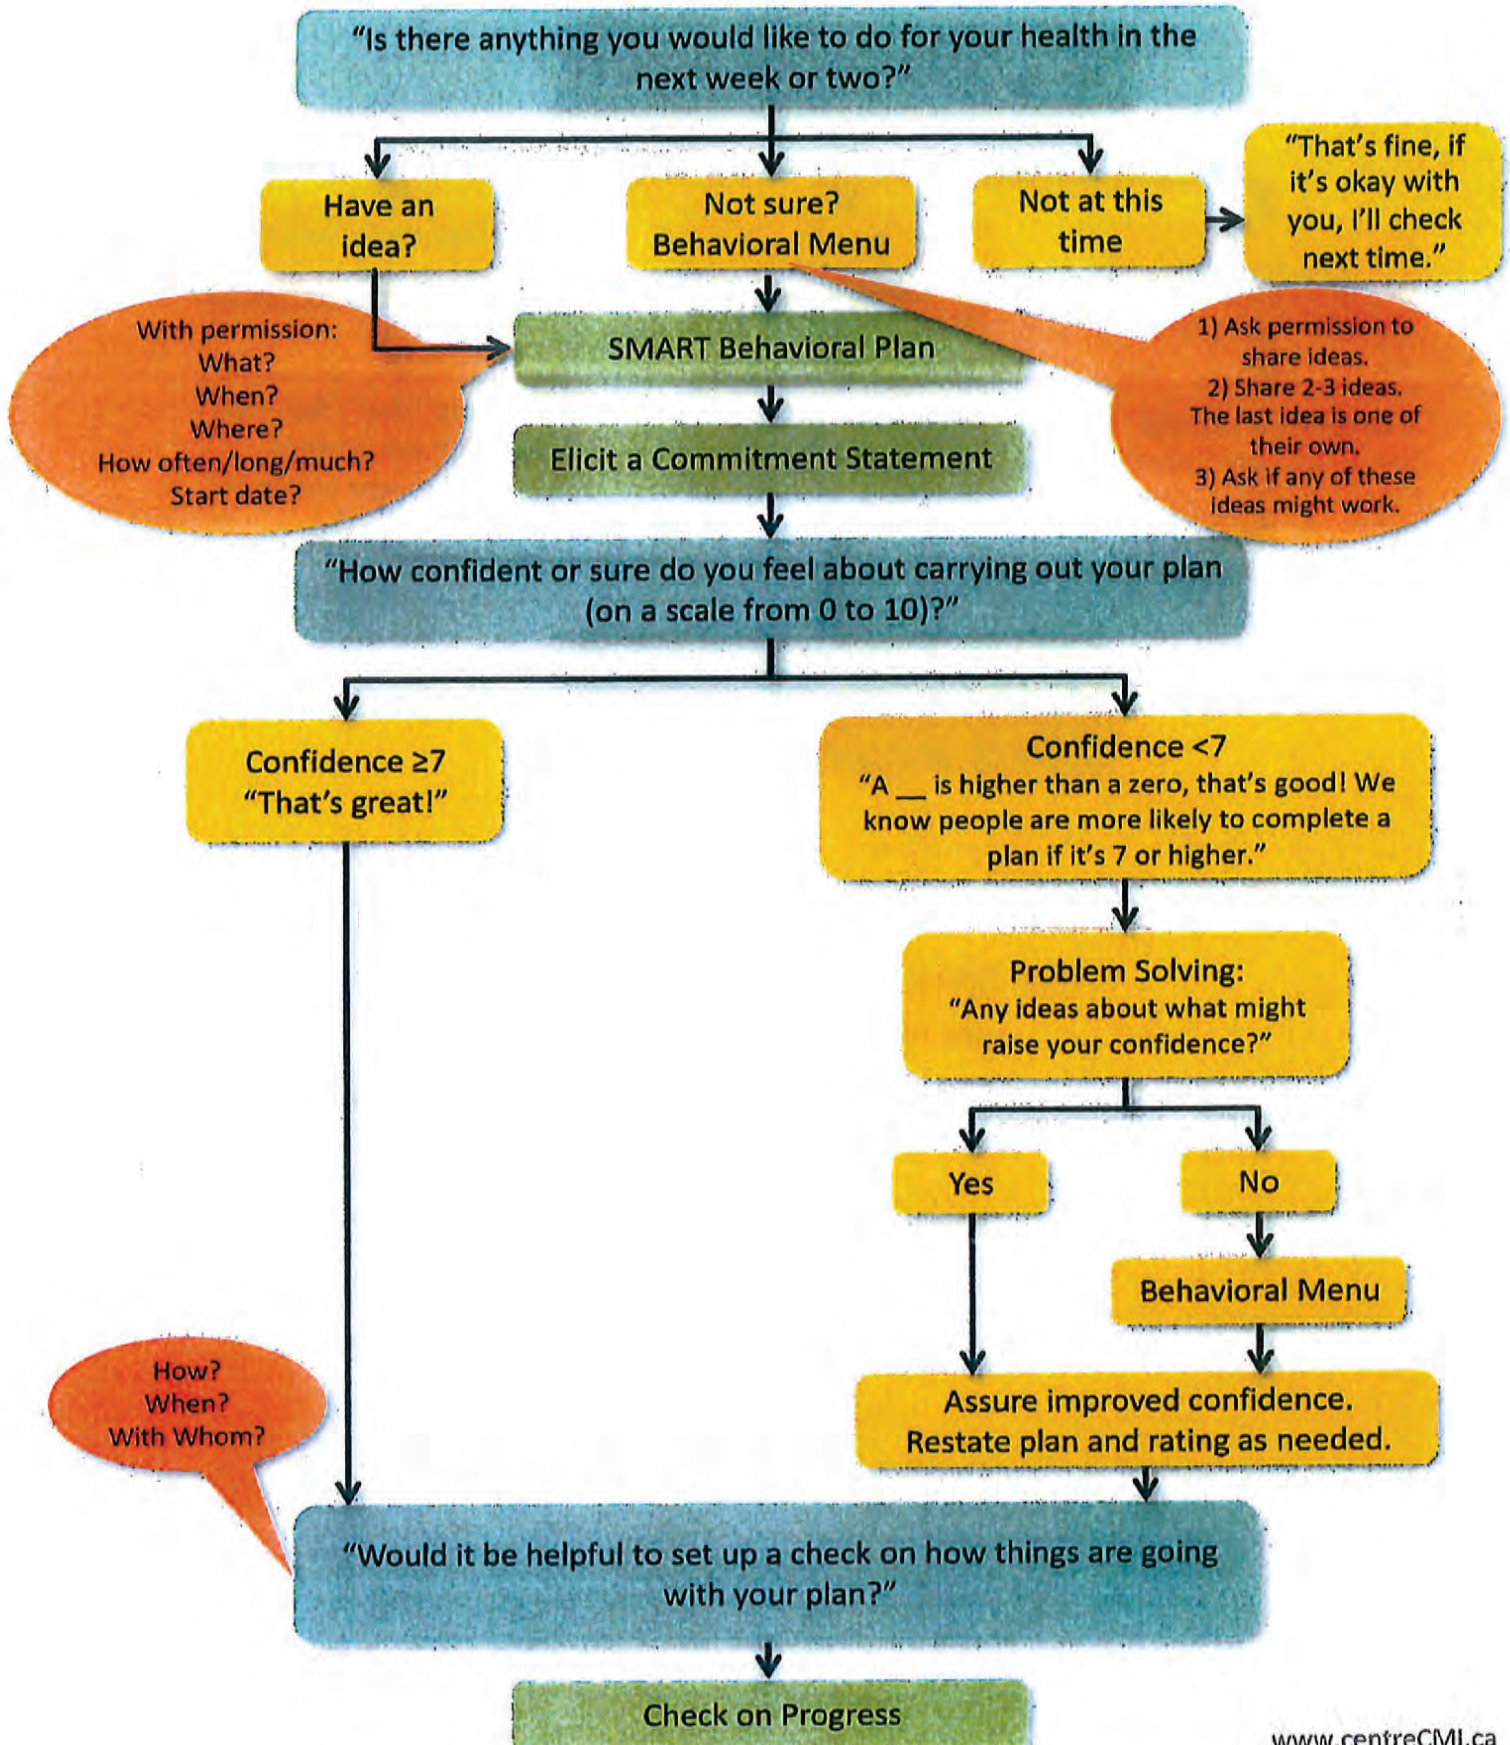 “Is there anything you would like to do for your health in the
next week or two?”
Have an
idea?
Not sure?
Behavioral Menu
Not at this
time
“That’s fine, if
it’s okay with
you, I’ll check
next time.”
With permission:
What?
When?
Where?
How often/long/much?
Start date?
SMART Behavioral Plan
1) Ask permission to
share ideas.
2) Share 2-3 ideas.
The last idea is one of
their own.
3) Ask if any of these
ideas might work.
Elicit a Commitment Statement
“How confident or sure do you feel about carrying out your plan
(on a scale from 0 to 10)?”
Confidence ≥7
“That’s great!”
Confidence <7
“A __ is higher than a zero, that’s good! We
know people are more likely to complete a
plan if it’s 7 or higher.”
Problem Solving:
“Any ideas about what might
raise your confidence?”
Yes
No
Behavioral Menu
Assure improved confidence.
Restate plan and rating as needed.
How?
When?
With Whom?
“Would it be helpful to set up a check on how things are going
with your plan?”
Check on Progress
www.centreCMI.ca